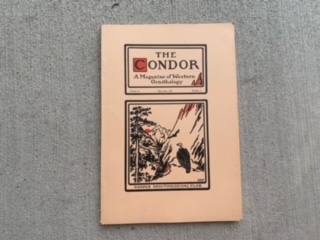 THE
CONDOR
A Magazine of Western
Ornithology
COOPER ORNITHOLOGICAL CLUB